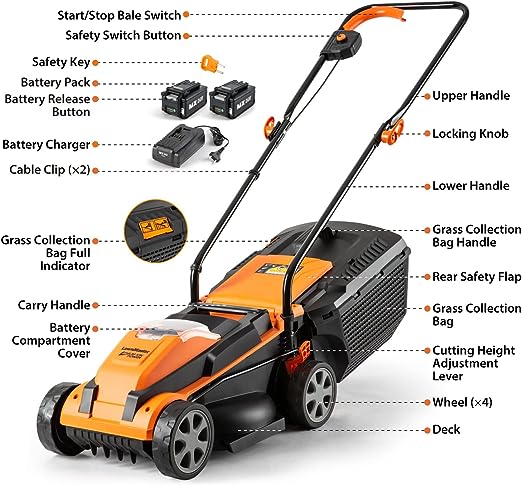 Start/Stop Bale Switch
Safety Switch Button
Safety Key
Battery Pack
Battery Release
Button
Battery Charger
Cable Clip (×2)
Grass Collection
Bag Full
Indicator
Carry Handle
Battery
Compartment
Cover
Upper Handle
Locking Knob
Lower Handle
Grass Collection
Bag Handle
Rear Safety Flap
Grass Collection
Bag
Cutting Height
Adjustment
Lever
Wheel (×4)
Deck
LawnMaster